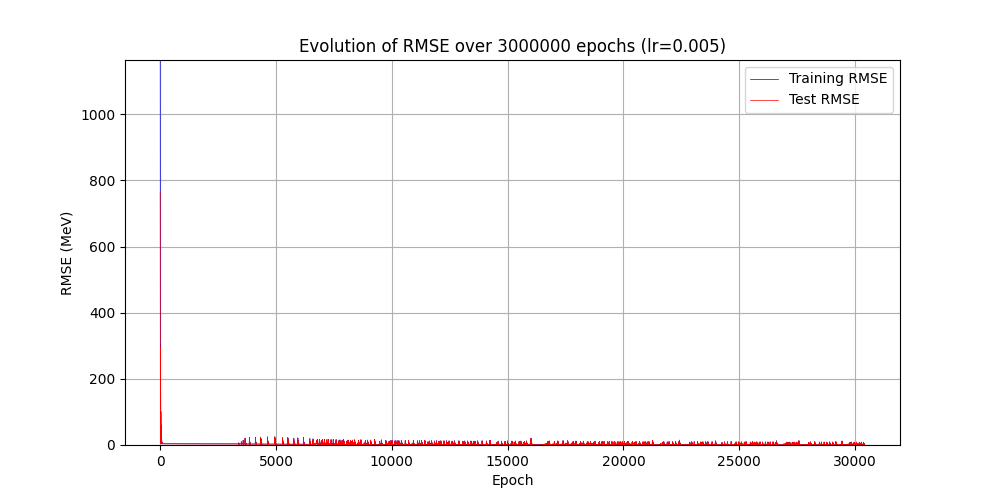 Evolution of RMSE over 3000000 epochs (lr=0.005)
Training RMSE
Test RMSE
1000
800
600
400
200
0
RMSE (MeV)
0 5000 10000 15000 20000 25000 30000
Epoch